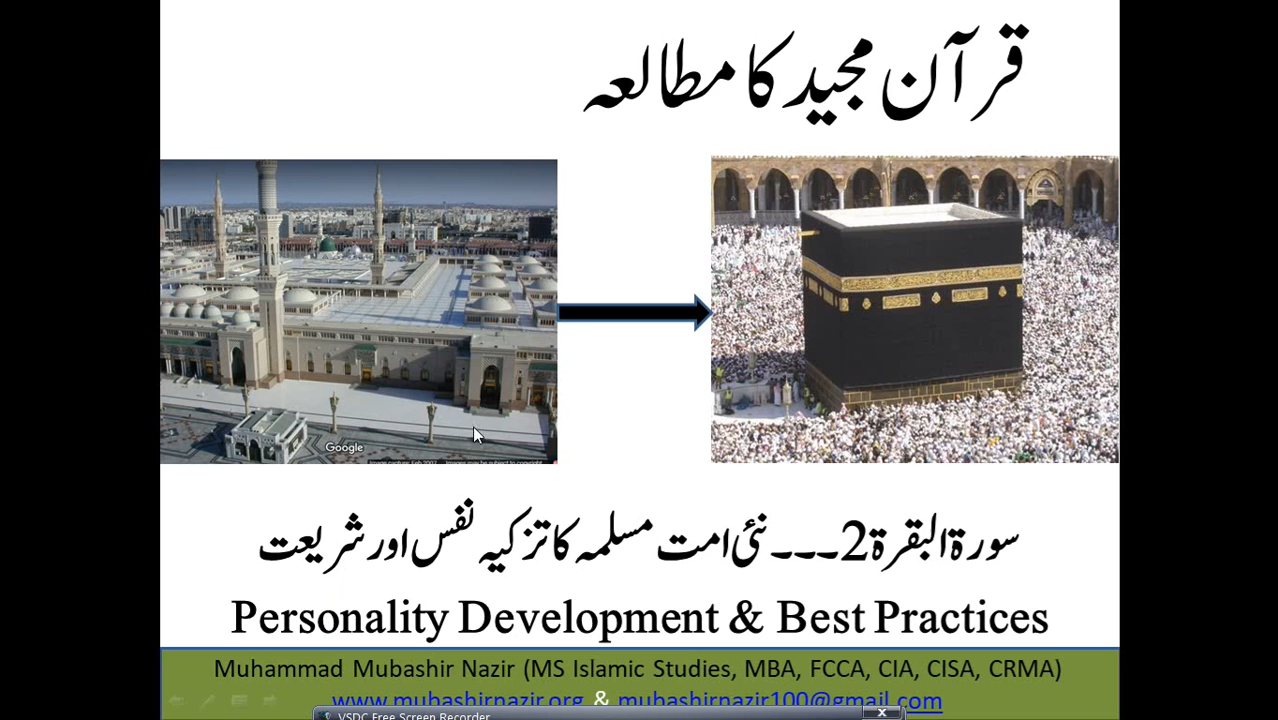 قرآن مجید کا مطالعہ
Google
سورۃ البقرۃ 2۔۔۔ نئی امت مسلمہ کا تزکیہ نفس اور شریعت
Personality Development & Best Practices
Muhammad Mubashir Nazir (MS Islamic Studies, MBA, FCCA, CIA, CISA, CRMA)
www.mubashirnazir.org & mubashirnazir100@gmail.com
VSDC Free Screen Recorder